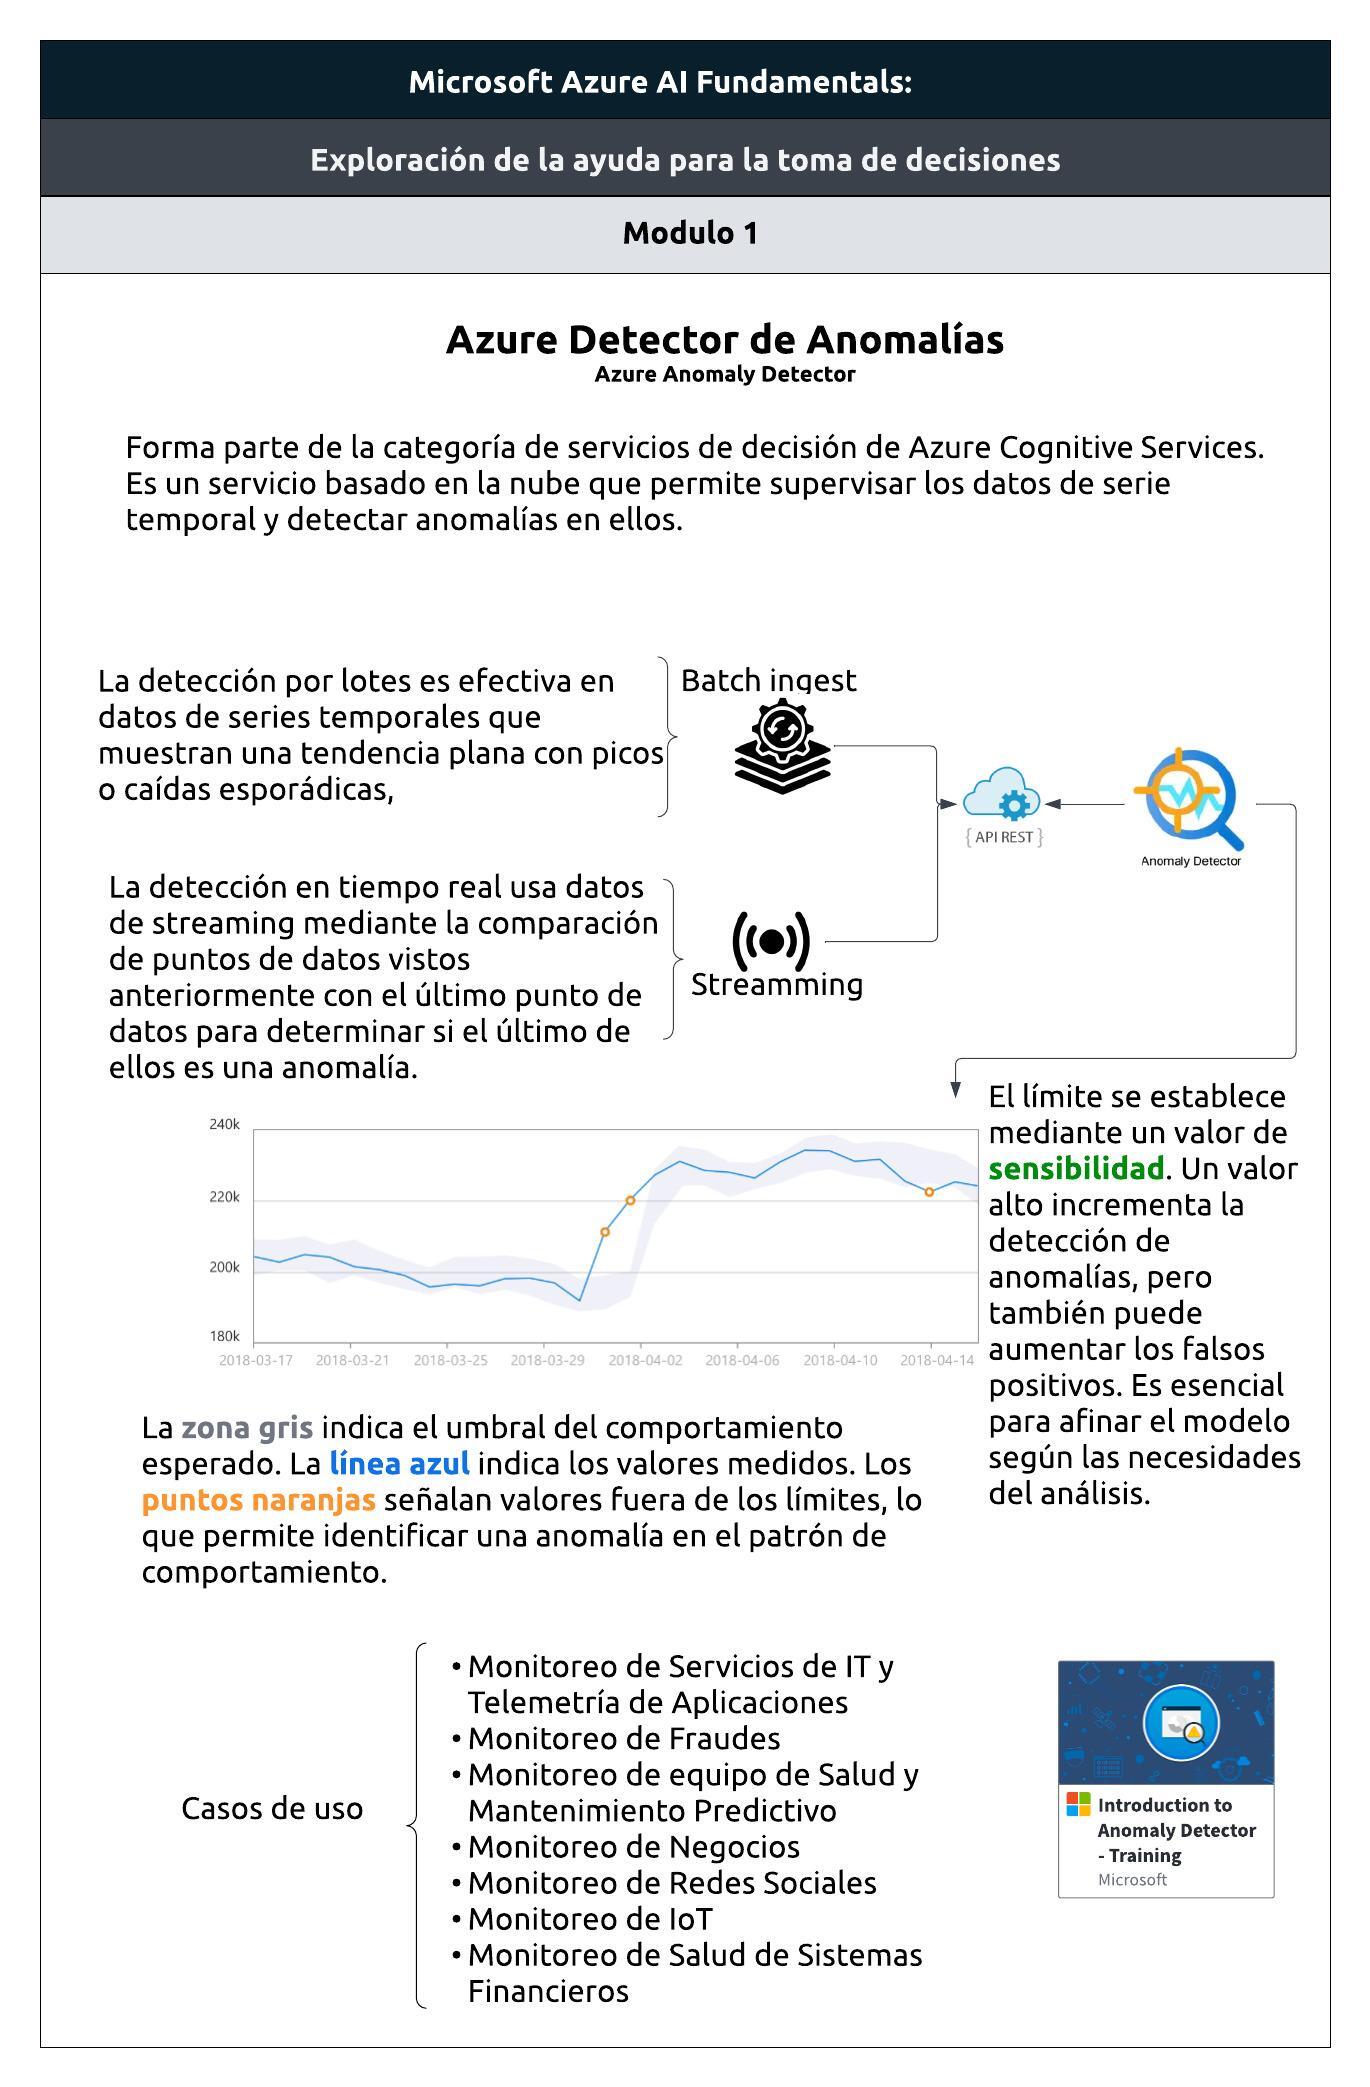 Microsoft Azure AI Fundamentals:
Exploración de la ayuda para la toma de decisiones
Modulo 1
Azure Detector de Anomalías
Azure Anomaly Detector
Forma parte de la categoría de servicios de decisión de Azure Cognitive Services.
Es un servicio basado en la nube que permite supervisar los datos de serie
temporal y detectar anomalías en ellos.
La detección por lotes es efectiva en
datos de series temporales que
muestran una tendencia plana con picos
o caídas esporádicas,
Batch ingest
{ API REST }
Anomaly Detector
La detección en tiempo real usa datos
de streaming mediante la comparación
de puntos de datos vistos
anteriormente con el último punto de
datos para determinar si el último de
ellos es una anomalía.
Streamming
240k
220k
200k
180k
2018-03-17 2018-03-21 2018-03-25 2018-03-29 2018-04-02 2018-04-06 2018-04-10 2018-04-14
El límite se establece
mediante un valor de
sensibilidad. Un valor
alto incrementa la
detección de
anomalías, pero
también puede
aumentar los falsos
positivos. Es esencial
para afinar el modelo
según las necesidades
del análisis.
La zona gris indica el umbral del comportamiento
esperado. La línea azul indica los valores medidos. Los
puntos naranjas señalan valores fuera de los límites, lo
que permite identificar una anomalía en el patrón de
comportamiento.
Casos de uso
• Monitoreo de Servicios de IT y
Telemetría de Aplicaciones
• Monitoreo de Fraudes
• Monitoreo de equipo de Salud y
Mantenimiento Predictivo
• Monitoreo de Negocios
• Monitoreo de Redes Sociales
• Monitoreo de IoT
• Monitoreo de Salud de Sistemas
Financieros
Introduction to
Anomaly Detector
- Training
Microsoft